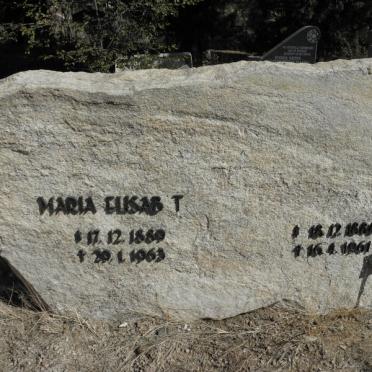 MARIA ELISAB T
* 17. 12. 1889
† 29. 1. 1963
* 18. 12. 188
† 16. 4. 1961